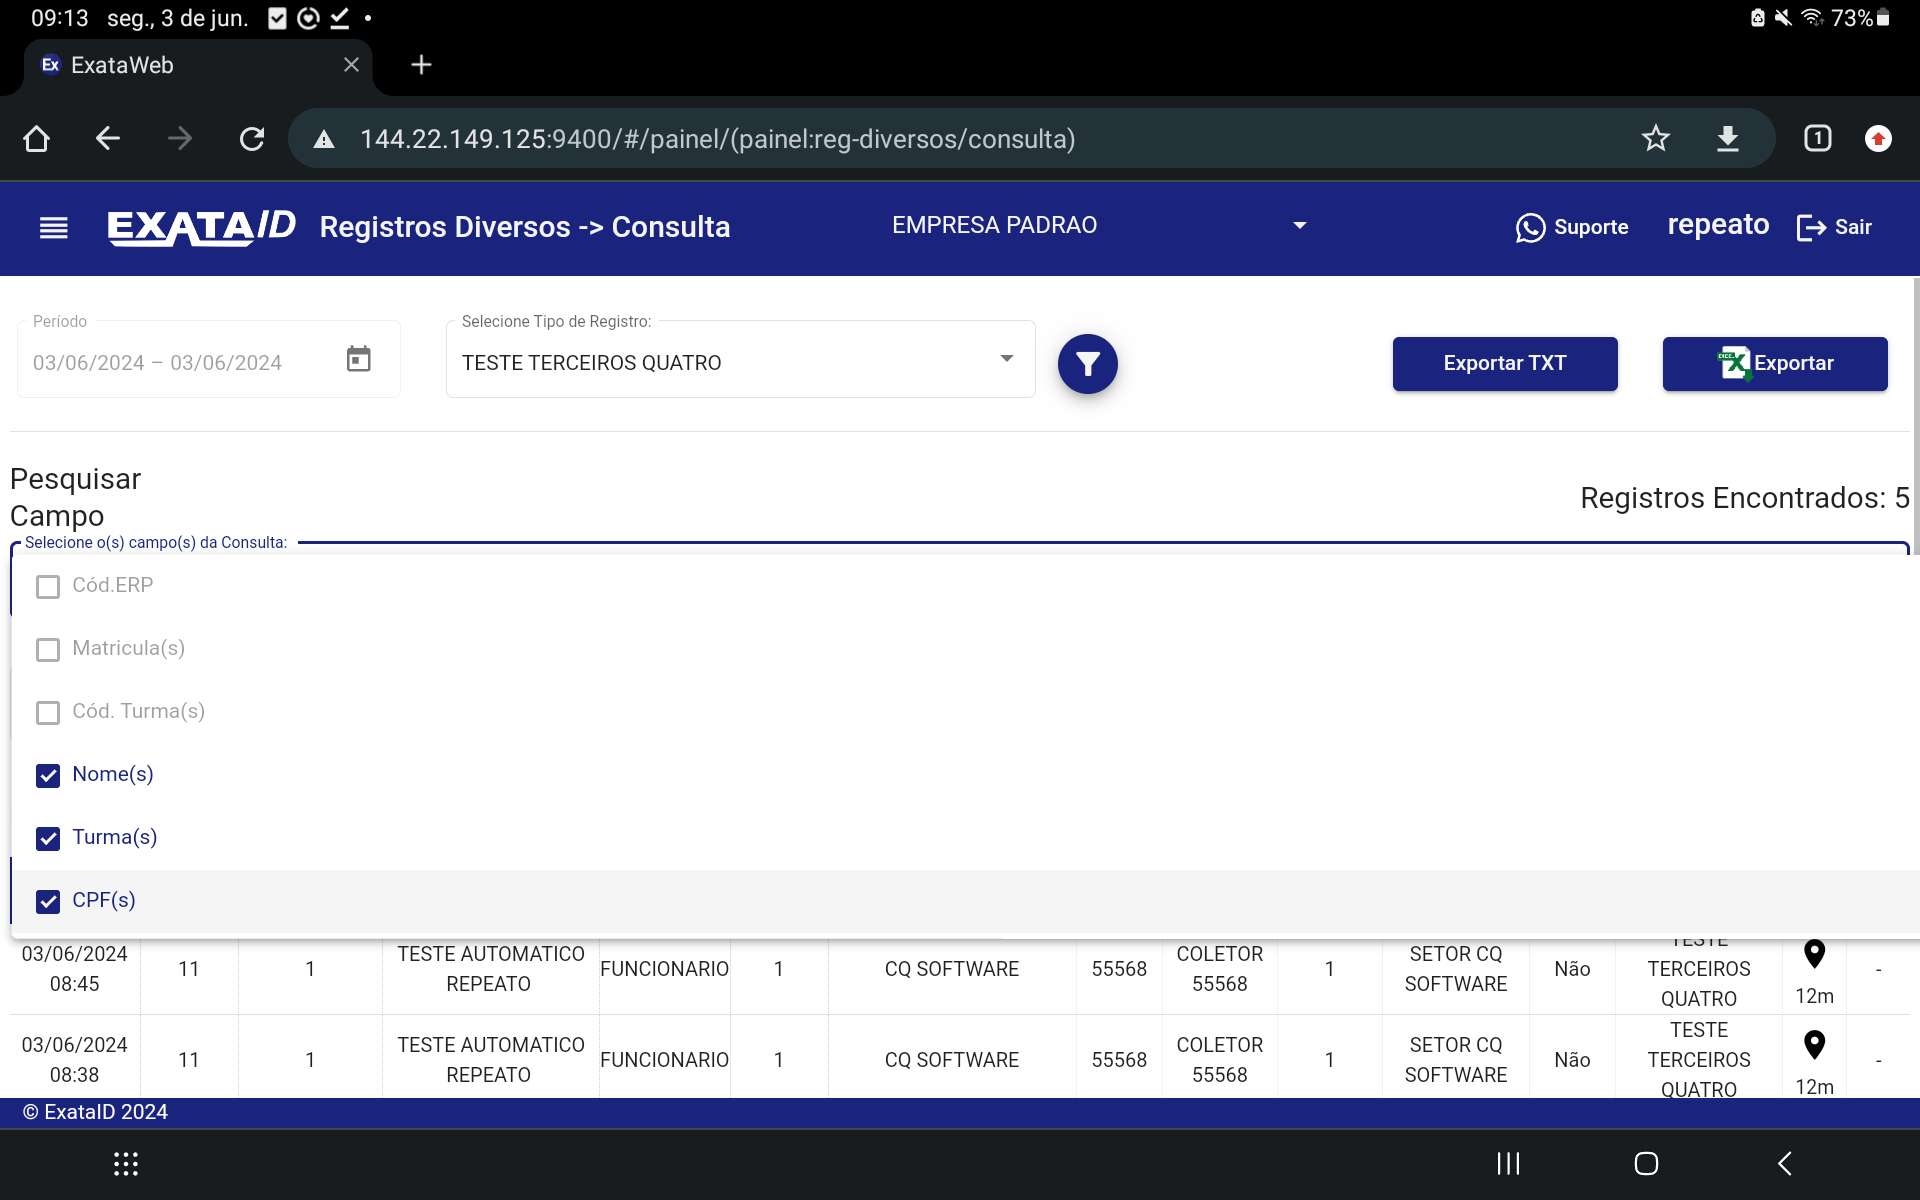 09:13 seg., 3 de jun.
73%
Ex ExataWeb
144.22.149.125:9400/#/painel/(painel:reg-diversos/consulta)
1
EXATA/D Registros Diversos -> Consulta
EMPRESA PADRAO
Suporte
repeato
Sair
Período
03/06/2024 – 03/06/2024
Selecione Tipo de Registro:
TESTE TERCEIROS QUATRO
Exportar TXT
Exportar
Pesquisar
Campo
Registros Encontrados: 5
Selecione o(s) campo(s) da Consulta:
Cód.ERP
Matricula(s)
Cód. Turma(s)
Nome(s)
Turma(s)
CPF(s)
03/06/2024
08:45
11
1
TESTE AUTOMATICO
REPEATO
FUNCIONARIO
1
CQ SOFTWARE
55568
COLETOR
55568
1
SETOR CQ
SOFTWARE
Não
TESTE
TERCEIROS
QUATRO
12m
-
03/06/2024
08:38
11
1
TESTE AUTOMATICO
REPEATO
FUNCIONARIO
1
CQ SOFTWARE
55568
COLETOR
55568
1
SETOR CQ
SOFTWARE
Não
TESTE
TERCEIROS
QUATRO
12m
-
© ExataID 2024